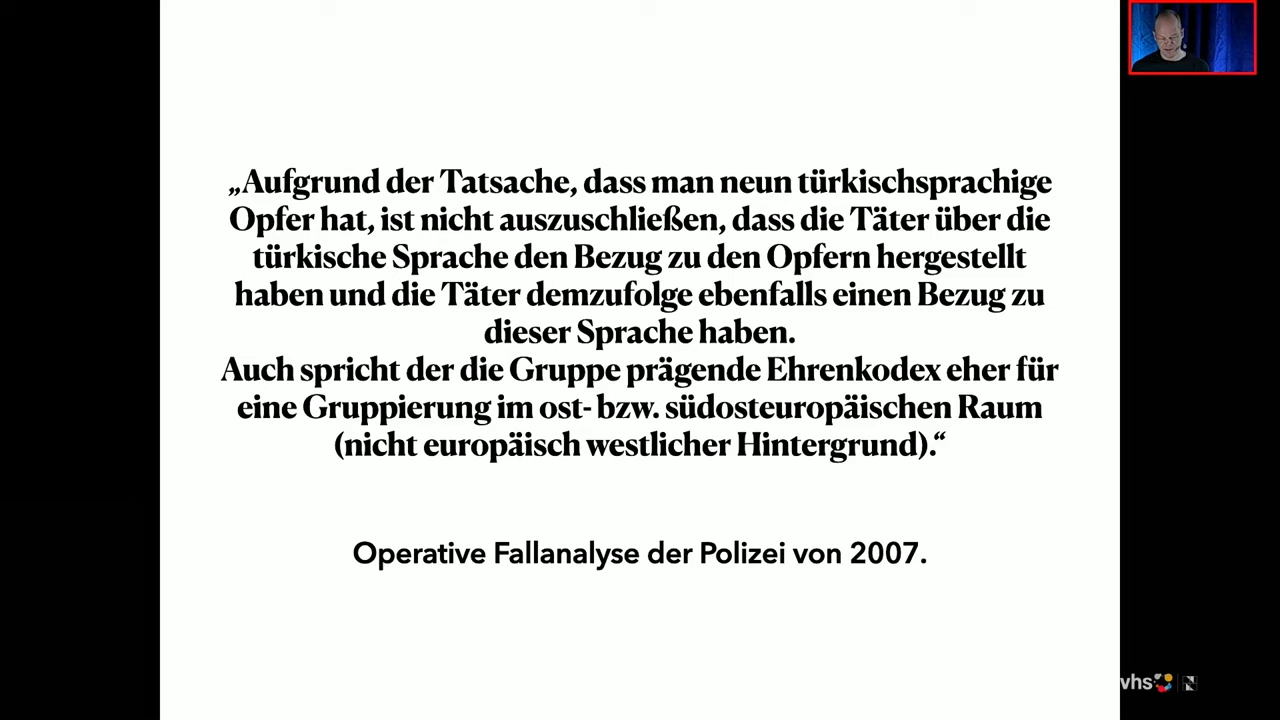 „Aufgrund der Tatsache, dass man neun türkischsprachige
Opfer hat, ist nicht auszuschließen, dass die Täter über die
türkische Sprache den Bezug zu den Opfern hergestellt
haben und die Täter demzufolge ebenfalls einen Bezug zu
dieser Sprache haben.
Auch spricht der die Gruppe prägende Ehrenkodex eher für
eine Gruppierung im ost- bzw. südosteuropäischen Raum
(nicht europäisch westlicher Hintergrund).“
Operative Fallanalyse der Polizei von 2007.
vhs